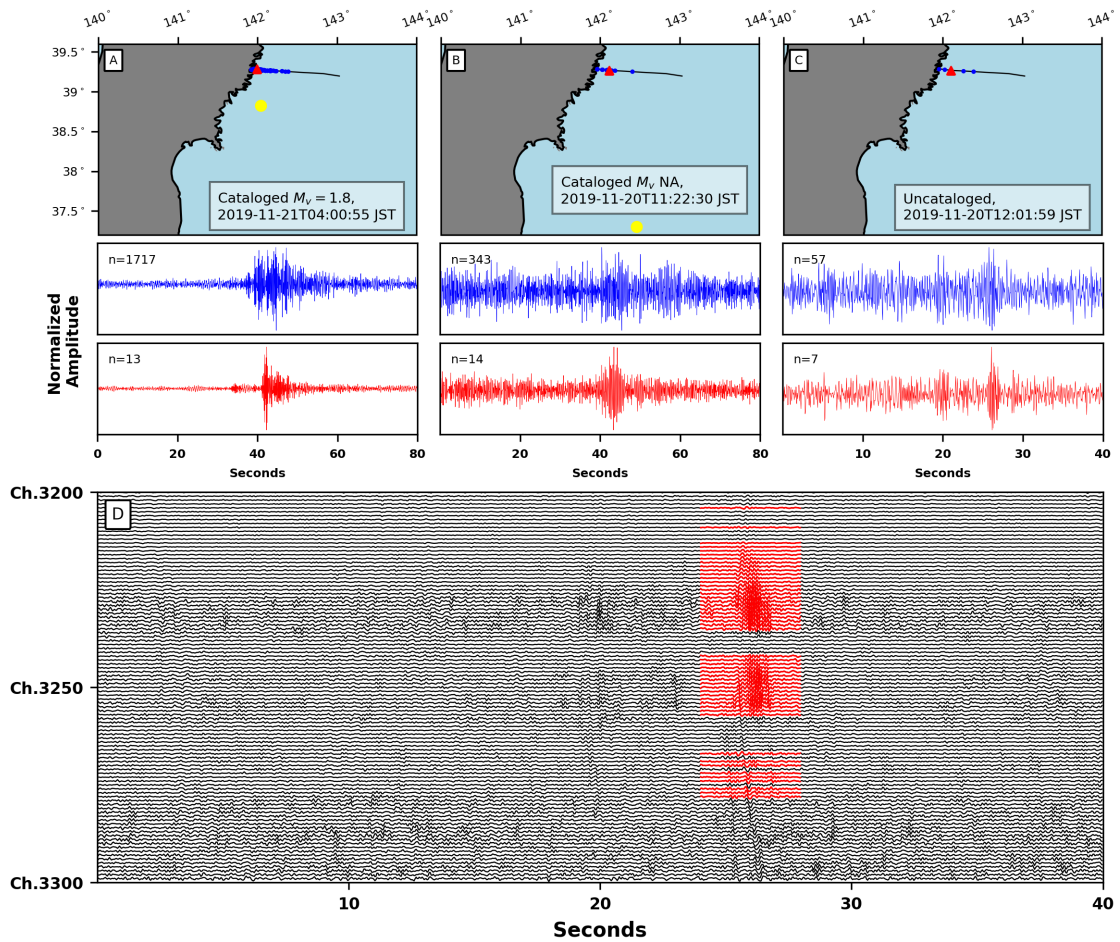 140° 141° 142° 143° 144° 140° 141° 142° 143° 144° 140° 141° 142° 143° 144°
39.5°
39°
38.5°
38°
37.5°
A
B
C
Cataloged Mv = 1.8,
2019-11-21T04:00:55 JST
Cataloged Mv NA,
2019-11-20T11:22:30 JST
Uncataloged,
2019-11-20T12:01:59 JST
Normalized
Amplitude
n=1717
n=343
n=57
n=13
n=14
n=7
0 20 40 60 80
20 40 60 80
10 20 30 40
Seconds
Seconds
Seconds
D
Ch.3200
Ch.3250
Ch.3300
10 20 30 40
Seconds